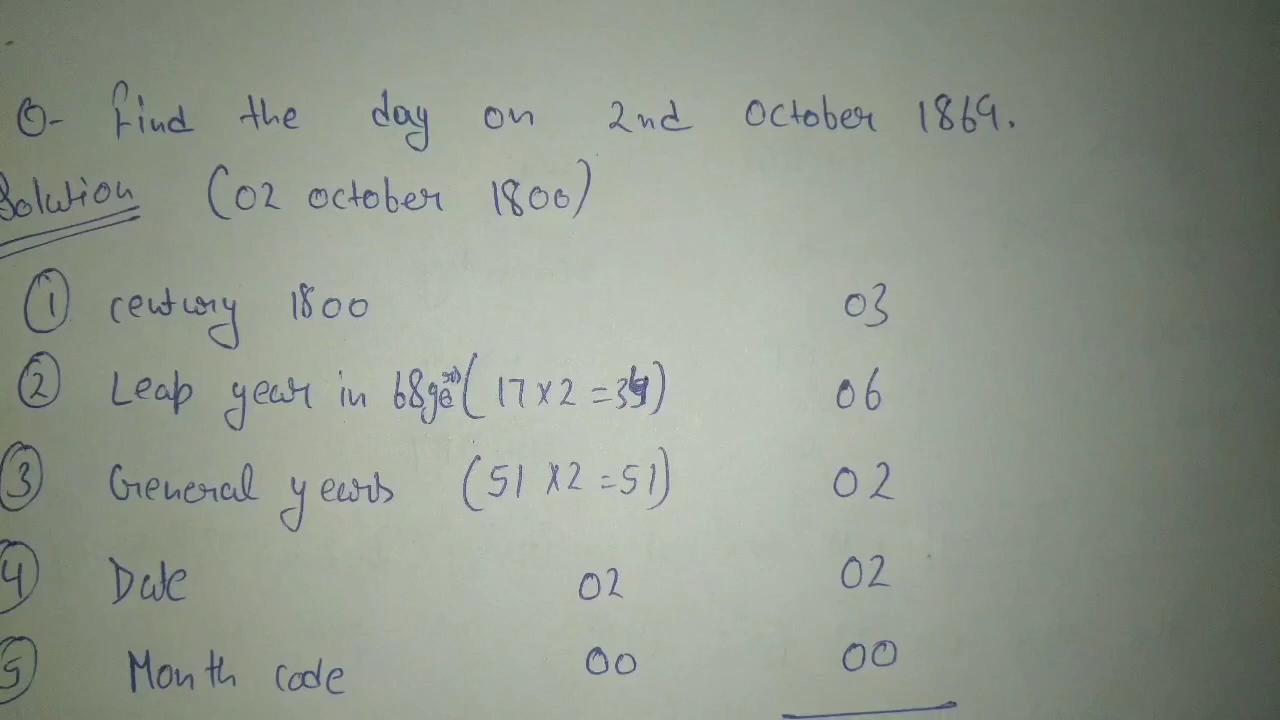 Q- Find the day on 2nd October 1869.
Solution (02 october 1800)
① century 1800 03
② Leap year in 68 (17 x 2 = 34) 06
③ General years (51 x 2 = 51) 02
④ Date 02 02
⑤ Month code 00 00